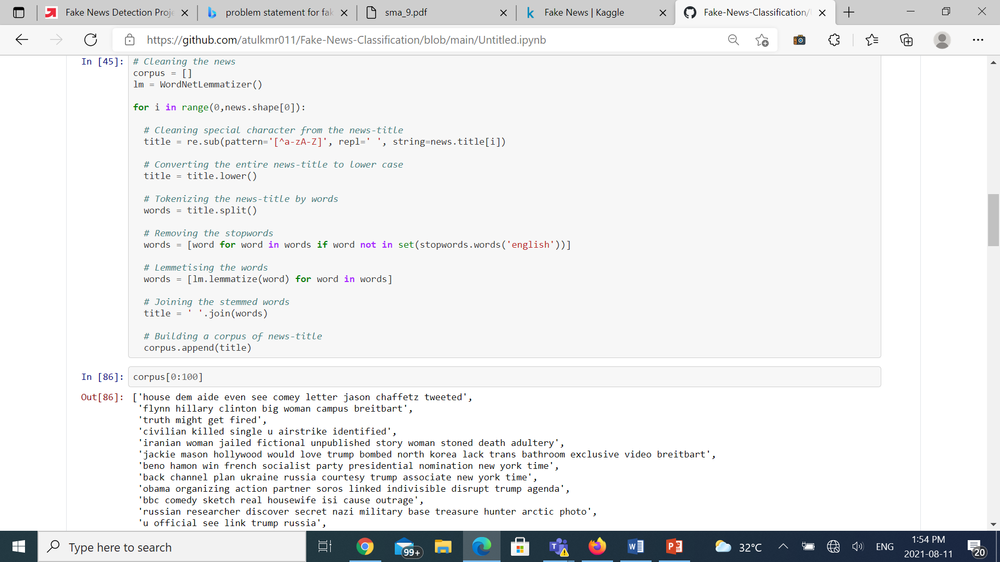 Fake News Detection Proje
problem statement for fak
sma_9.pdf
Fake News | Kaggle
Fake-News-Classification/
https://github.com/atulkmr011/Fake-News-Classification/blob/main/Untitled.ipynb
In [45]:
# Cleaning the news
corpus = []
lm = WordNetLemmatizer()
for i in range(0,news.shape[0]):
# Cleaning special character from the news-title
title = re.sub(pattern='[^a-zA-Z]', repl=' ', string=news.title[i])
# Converting the entire news-title to lower case
title = title.lower()
# Tokenizing the news-title by words
words = title.split()
# Removing the stopwords
words = [word for word in words if word not in set(stopwords.words('english'))]
# Lemmetising the words
words = [lm.lemmatize(word) for word in words]
# Joining the stemmed words
title = ' '.join(words)
# Building a corpus of news-title
corpus.append(title)
In [86]:
corpus[0:100]
Out[86]:
['house dem aide even see comey letter jason chaffetz tweeted',
'flynn hillary clinton big woman campus breitbart',
'truth might get fired',
'civilian killed single u airstrike identified',
'iranian woman jailed fictional unpublished story woman stoned death adultery',
'jackie mason hollywood would love trump bombed north korea lack trans bathroom exclusive video breitbart',
'beno hamon win french socialist party presidential nomination new york time',
'back channel plan ukraine russia courtesy trump associate new york time',
'obama organizing action partner soros linked indivisible disrupt trump agenda',
'bbc comedy sketch real housewife isi cause outrage',
'russian researcher discover secret nazi military base treasure hunter arctic photo',
'u official see link trump russia',
Type here to search
99+
32°C
ENG
1:54 PM
2021-08-11
20